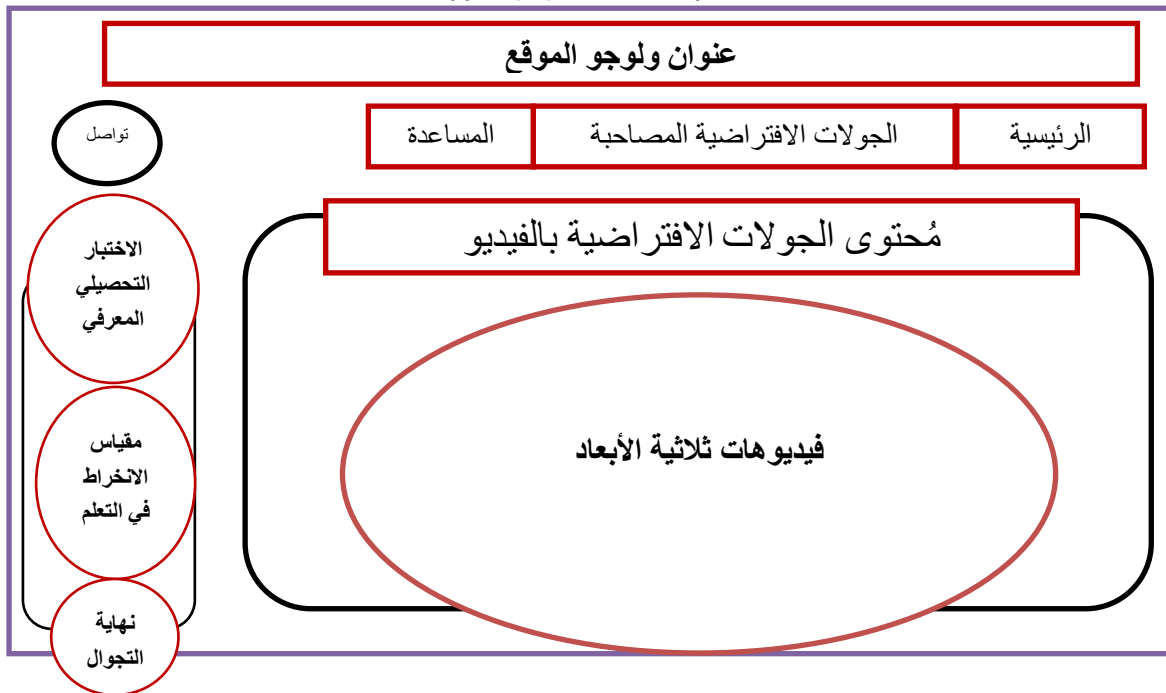 عنوان ولوجو الموقع
الرئيسية
الجولات الافتراضية المصاحبة
المساعدة
تواصل
مُحتوى الجولات الافتراضية بالفيديو
فيديوهات ثلاثية الأبعاد
الاختبار
التحصيلي
المعرفي
مقياس
الانخراط
في التعلم
نهاية
التجوال